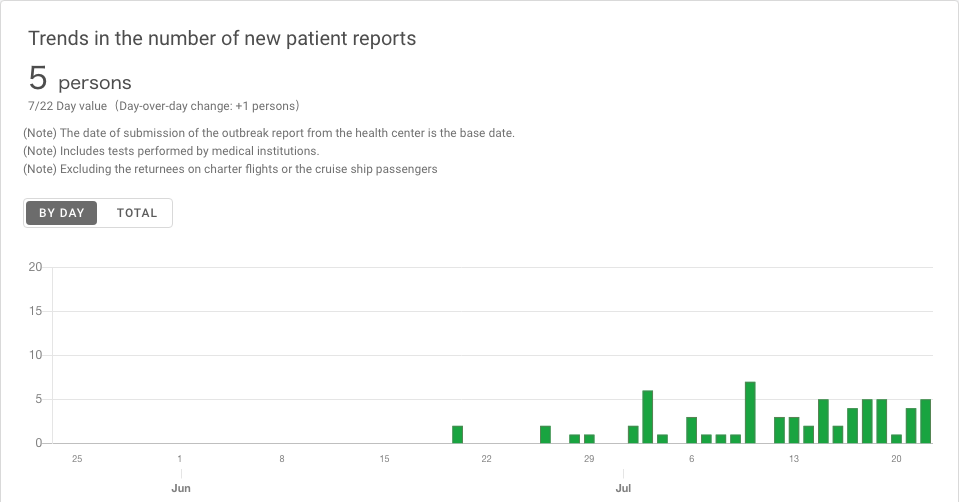 Trends in the number of new patient reports
5 persons
7/22 Day value（Day-over-day change: +1 persons）
(Note) The date of submission of the outbreak report from the health center is the base date.
(Note) Includes tests performed by medical institutions.
(Note) Excluding the returnees on charter flights or the cruise ship passengers
BY DAY TOTAL
20
15
10
5
0
25 1 8 15 22 29 6 13 20
Jun Jul